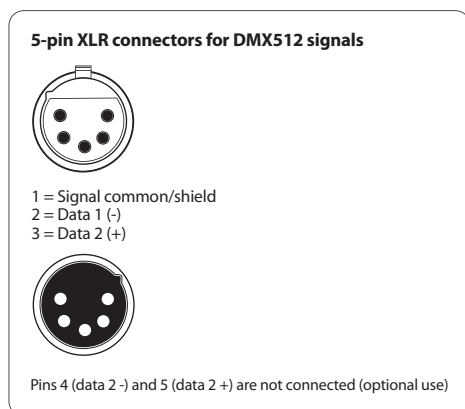 5-pin XLR connectors for DMX512 signals
1 = Signal common/shield
2 = Data 1 (-)
3 = Data 2 (+)
Pins 4 (data 2 -) and 5 (data 2 +) are not connected (optional use)